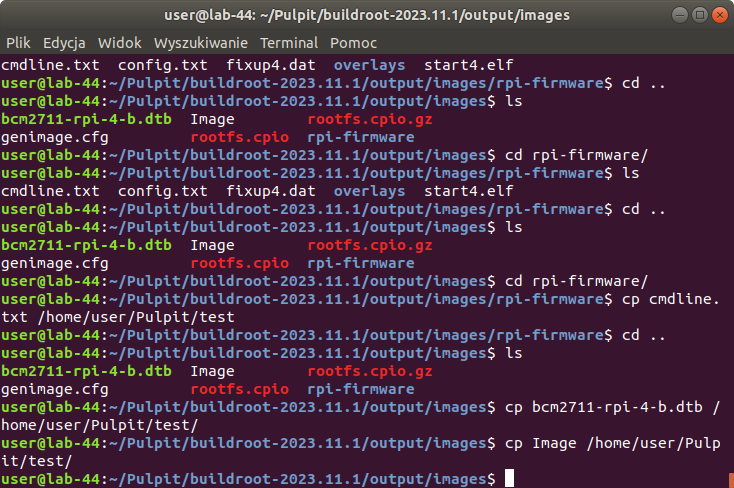 user@lab-44: ~/Pulpit/buildroot-2023.11.1/output/images
Plik Edycja Widok Wyszukiwanie Terminal Pomoc
cmdline.txt config.txt fixup4.dat overlays start4.elf
user@lab-44:~/Pulpit/buildroot-2023.11.1/output/images/rpi-firmware$ cd ..
user@lab-44:~/Pulpit/buildroot-2023.11.1/output/images$ ls
bcm2711-rpi-4-b.dtb Image rootfs.cpio.gz
genimage.cfg rootfs.cpio rpi-firmware
user@lab-44:~/Pulpit/buildroot-2023.11.1/output/images$ cd rpi-firmware/
user@lab-44:~/Pulpit/buildroot-2023.11.1/output/images/rpi-firmware$ ls
cmdline.txt config.txt fixup4.dat overlays start4.elf
user@lab-44:~/Pulpit/buildroot-2023.11.1/output/images/rpi-firmware$ cd ..
user@lab-44:~/Pulpit/buildroot-2023.11.1/output/images$ ls
bcm2711-rpi-4-b.dtb Image rootfs.cpio.gz
genimage.cfg rootfs.cpio rpi-firmware
user@lab-44:~/Pulpit/buildroot-2023.11.1/output/images$ cd rpi-firmware/
user@lab-44:~/Pulpit/buildroot-2023.11.1/output/images/rpi-firmware$ cp cmdline.
txt /home/user/Pulpit/test
user@lab-44:~/Pulpit/buildroot-2023.11.1/output/images/rpi-firmware$ cd ..
user@lab-44:~/Pulpit/buildroot-2023.11.1/output/images$ ls
bcm2711-rpi-4-b.dtb Image rootfs.cpio.gz
genimage.cfg rootfs.cpio rpi-firmware
user@lab-44:~/Pulpit/buildroot-2023.11.1/output/images$ cp bcm2711-rpi-4-b.dtb /
home/user/Pulpit/test/
user@lab-44:~/Pulpit/buildroot-2023.11.1/output/images$ cp Image /home/user/Pulp
it/test/
user@lab-44:~/Pulpit/buildroot-2023.11.1/output/images$